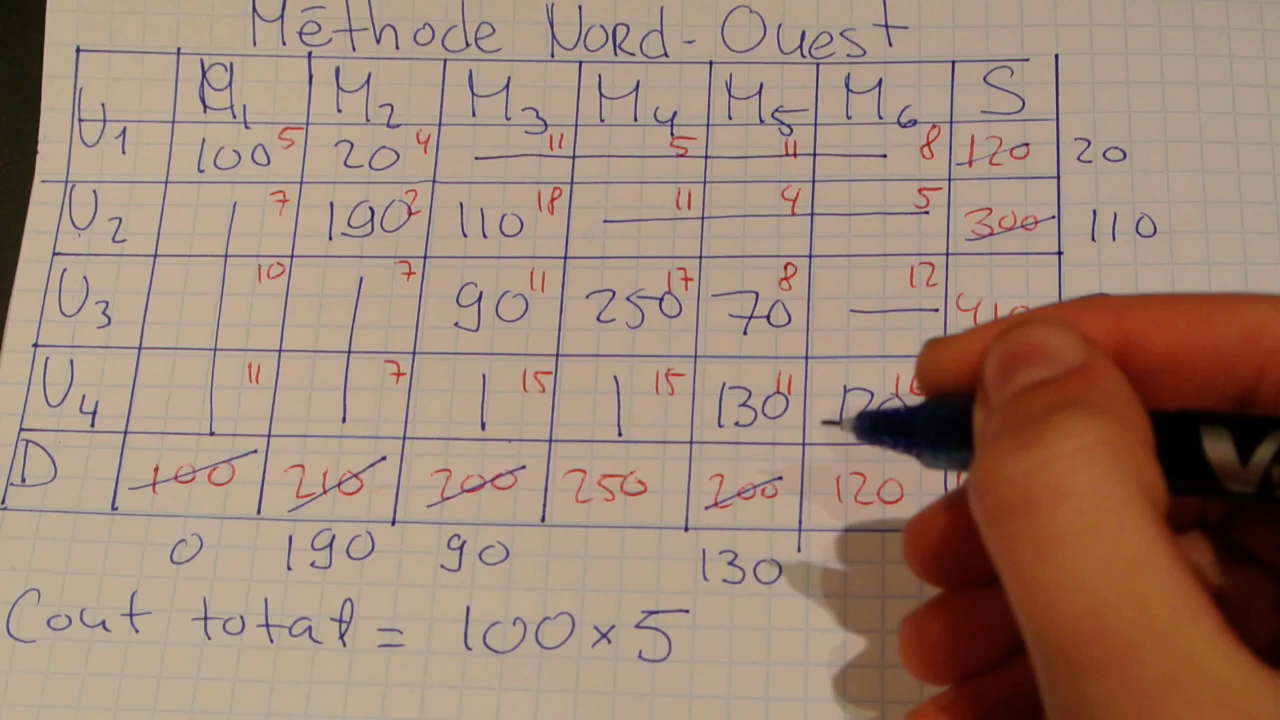 Méthode Nord-Ouest
M1 M2 M3 M4 M5 M6 S
U1 100 5 20 4 11 5 11 8 120 20
U2 7 190 2 110 18 11 4 5 300 110
U3 10 7 90 11 250 17 70 8 12 410
U4 11 7 15 15 130 11 120
D 100 210 200 250 200 120
0 190 90 130
Cout total = 100 × 5